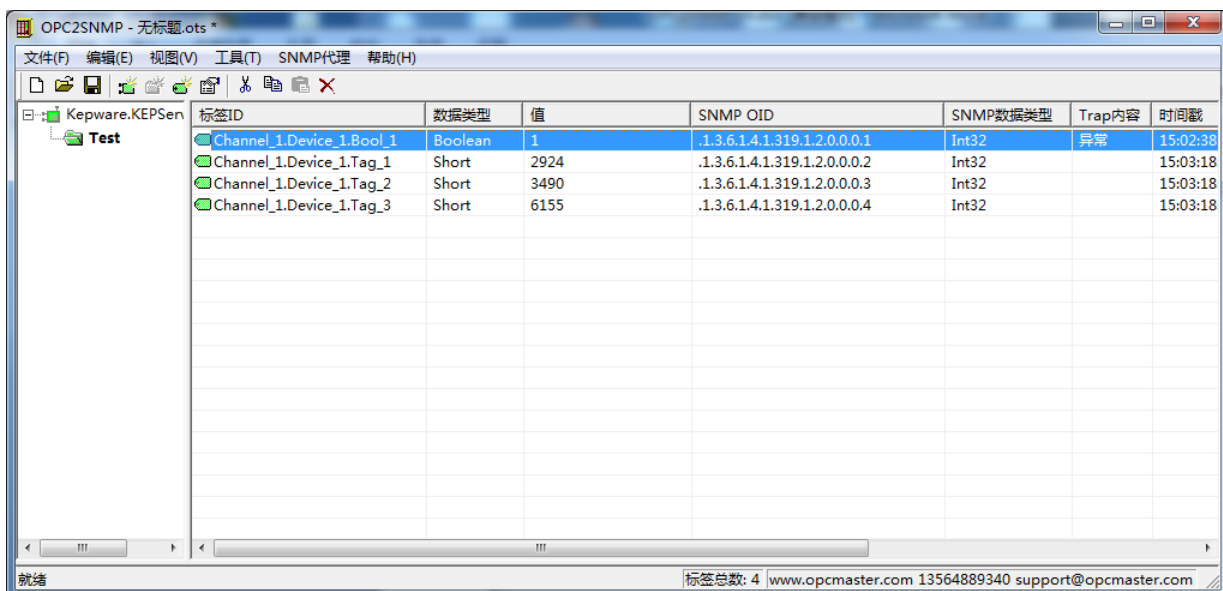 OPC2SNMP - 无标题.ots *
文件(F) 编辑(E) 视图(V) 工具(T) SNMP代理 帮助(H)
Kepware.KEPServ
Test
标签ID 数据类型 值 SNMP OID SNMP数据类型 Trap内容 时间戳
Channel_1.Device_1.Bool_1 Boolean 1 .1.3.6.1.4.1.319.1.2.0.0.0.1 Int32 异常 15:02:38
Channel_1.Device_1.Tag_1 Short 2924 .1.3.6.1.4.1.319.1.2.0.0.0.2 Int32 15:03:18
Channel_1.Device_1.Tag_2 Short 3490 .1.3.6.1.4.1.319.1.2.0.0.0.3 Int32 15:03:18
Channel_1.Device_1.Tag_3 Short 6155 .1.3.6.1.4.1.319.1.2.0.0.0.4 Int32 15:03:18
就绪 标签总数: 4 www.opcmaster.com 13564889340 support@opcmaster.com